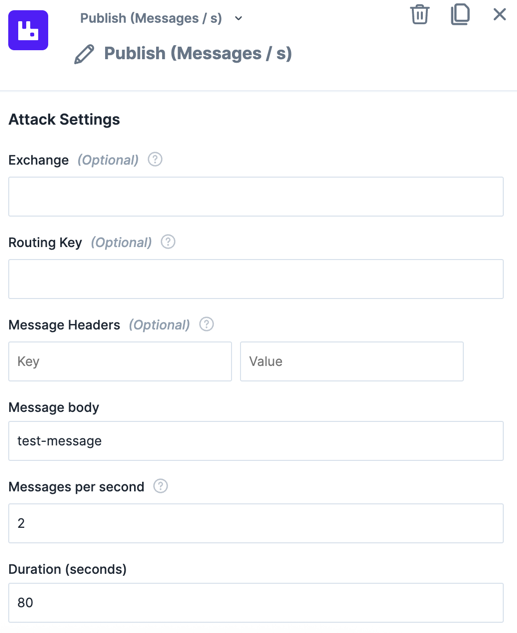 Publish (Messages / s)
Publish (Messages / s)
Attack Settings
Exchange (Optional) ?
Routing Key (Optional) ?
Message Headers (Optional) ?
Key Value
Message body
test-message
Messages per second ?
2
Duration (seconds)
80